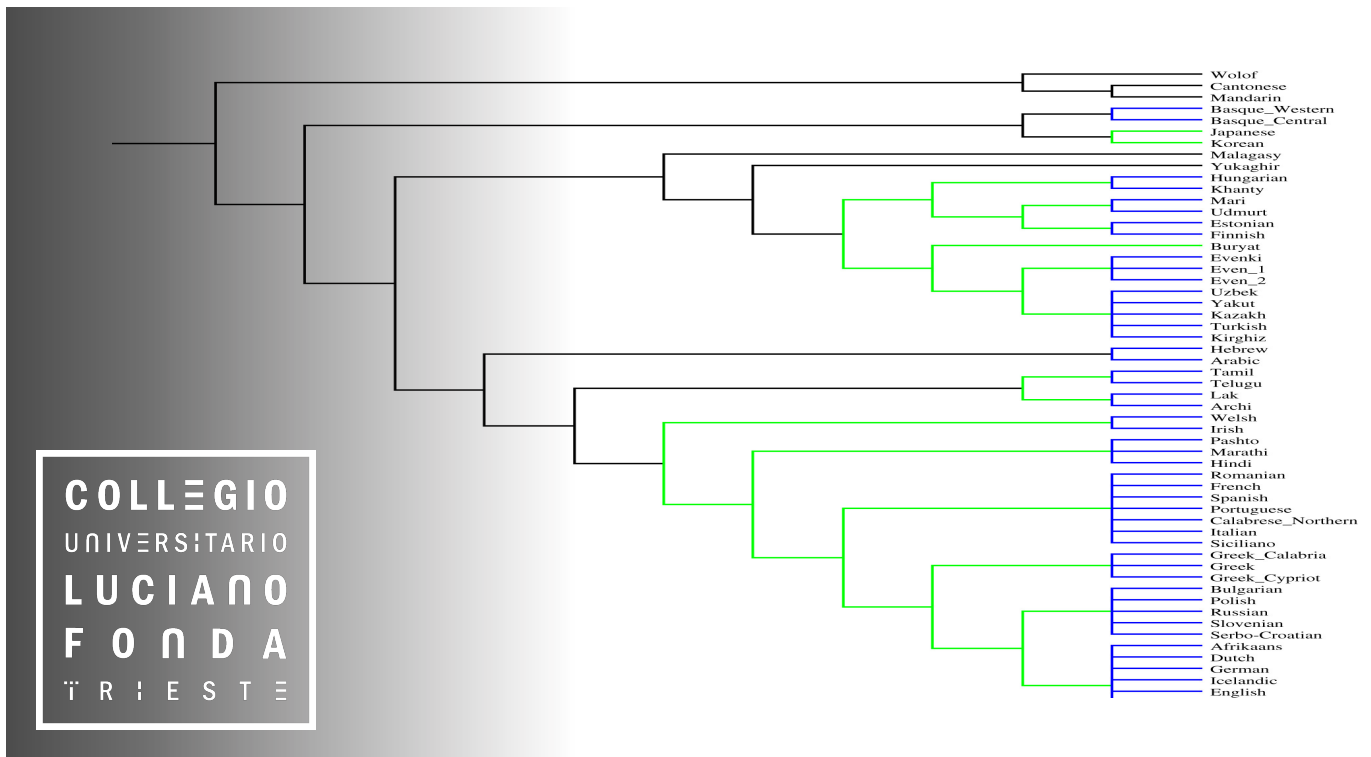 Wolof
Cantonese
Mandarin
Basque_Western
Basque_Central
Japanese
Korean
Malagasy
Yukaghir
Hungarian
Khanty
Mari
Udmurt
Estonian
Finnish
Buryat
Evenki
Even_1
Even_2
Uzbek
Yakut
Kazakh
Turkish
Kirghiz
Hebrew
Arabic
Tamil
Telugu
Lak
Archi
Welsh
Irish
Pashto
Marathi
Hindi
Romanian
French
Spanish
Portuguese
Calabrese_Northern
Italian
Siciliano
Greek_Calabria
Greek
Greek_Cypriot
Bulgarian
Polish
Russian
Slovenian
Serbo-Croatian
Afrikaans
Dutch
German
Icelandic
English
COLLEGIO
UNIVERSITARIO
LUCIANO
FONDA
TRIESTE